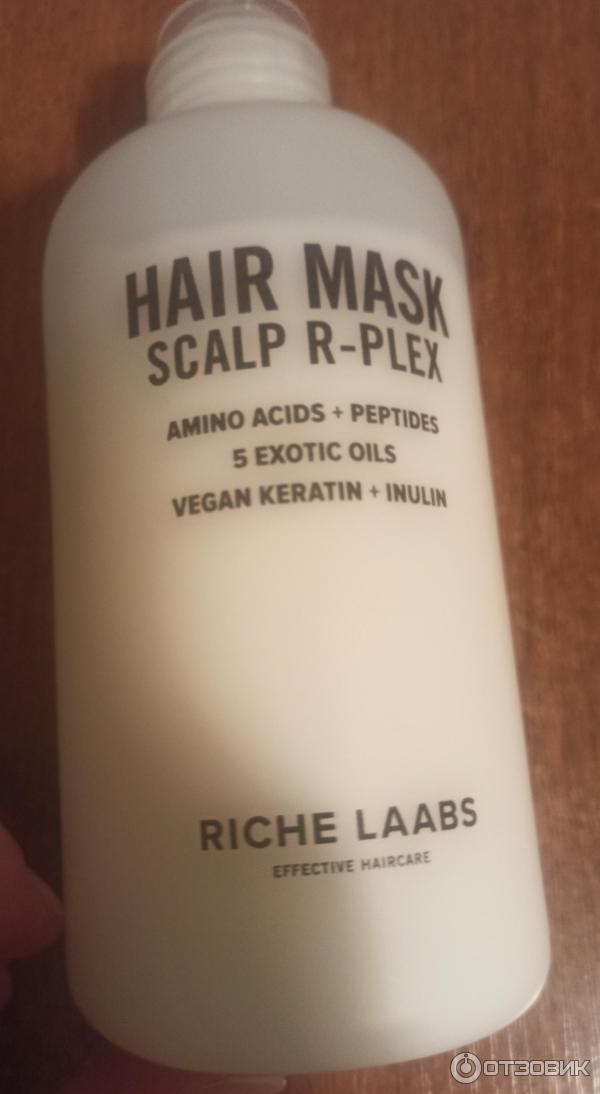 HAIR MASK
SCALP R-PLEX
AMINO ACIDS + PEPTIDES
5 EXOTIC OILS
VEGAN KERATIN + INULIN
RICHE LAABS
EFFECTIVE HAIRCARE
ОТЗОВИК